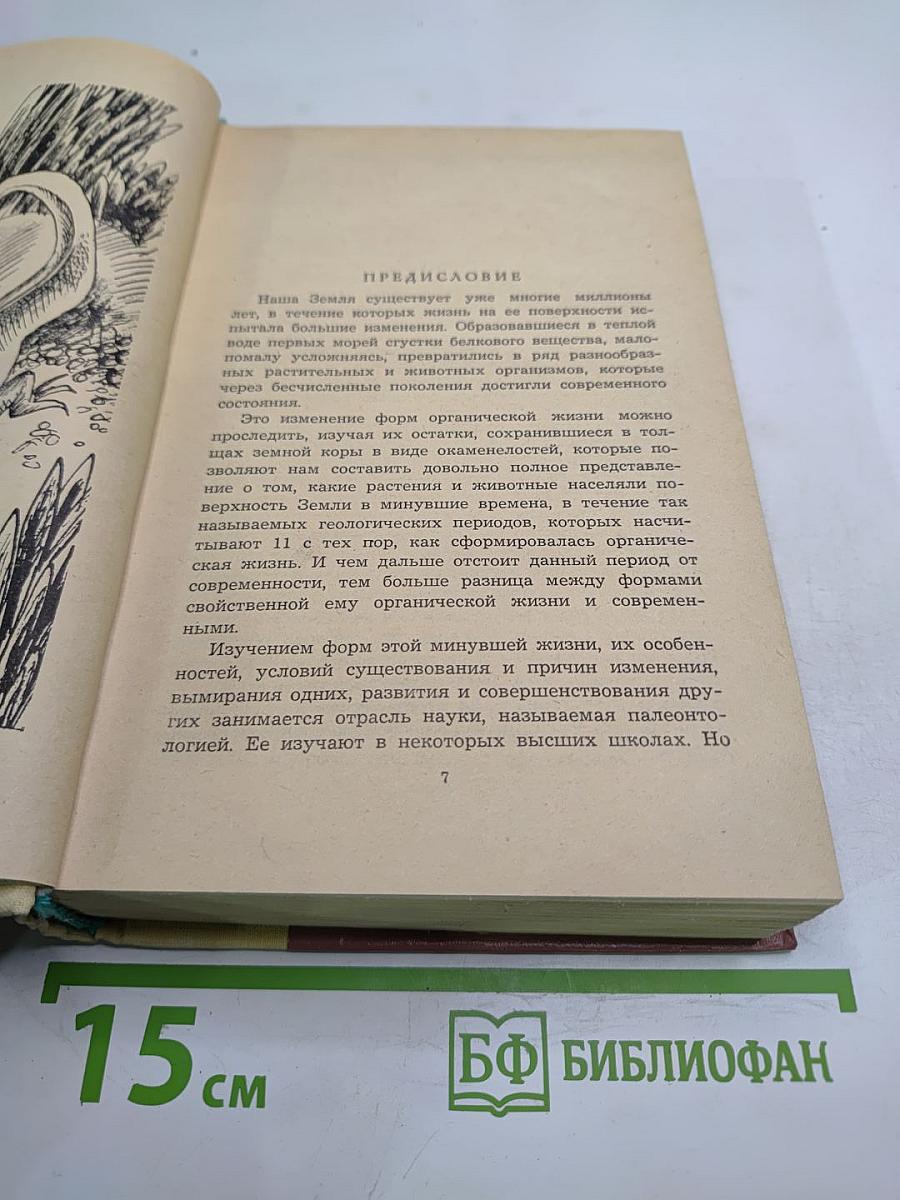 ПРЕДИСЛОВИЕ
Наша Земля существует уже многие миллионы
лет, в течение которых жизнь на ее поверхности ис-
пытала большие изменения. Образовавшиеся в теплой
воде первых морей сгустки белкового вещества, мало-
помалу усложняясь, превратились в ряд разнообраз-
ных растительных и животных организмов, которые
через бесчисленные поколения достигли современного
состояния.
Это изменение форм органической жизни можно
проследить, изучая их остатки, сохранившиеся в тол-
щах земной коры в виде окаменелостей, которые по-
зволяют нам составить довольно полное представле-
ние о том, какие растения и животные населяли по-
верхность Земли в минувшие времена, в течение так
называемых геологических периодов, которых насчи-
тывают 11 с тех пор, как сформировалась органиче-
ская жизнь. И чем дальше отстоит данный период от
современности, тем больше разница между формами
свойственной ему органической жизни и современ-
ными.
Изучением форм этой минувшей жизни, их особен-
ностей, условий существования и причин изменения,
вымирания одних, развития и совершенствования дру-
гих занимается отрасль науки, называемая палеонто-
логией. Ее изучают в некоторых высших школах. Но
7
15 см
БФ БИБЛИОФАН